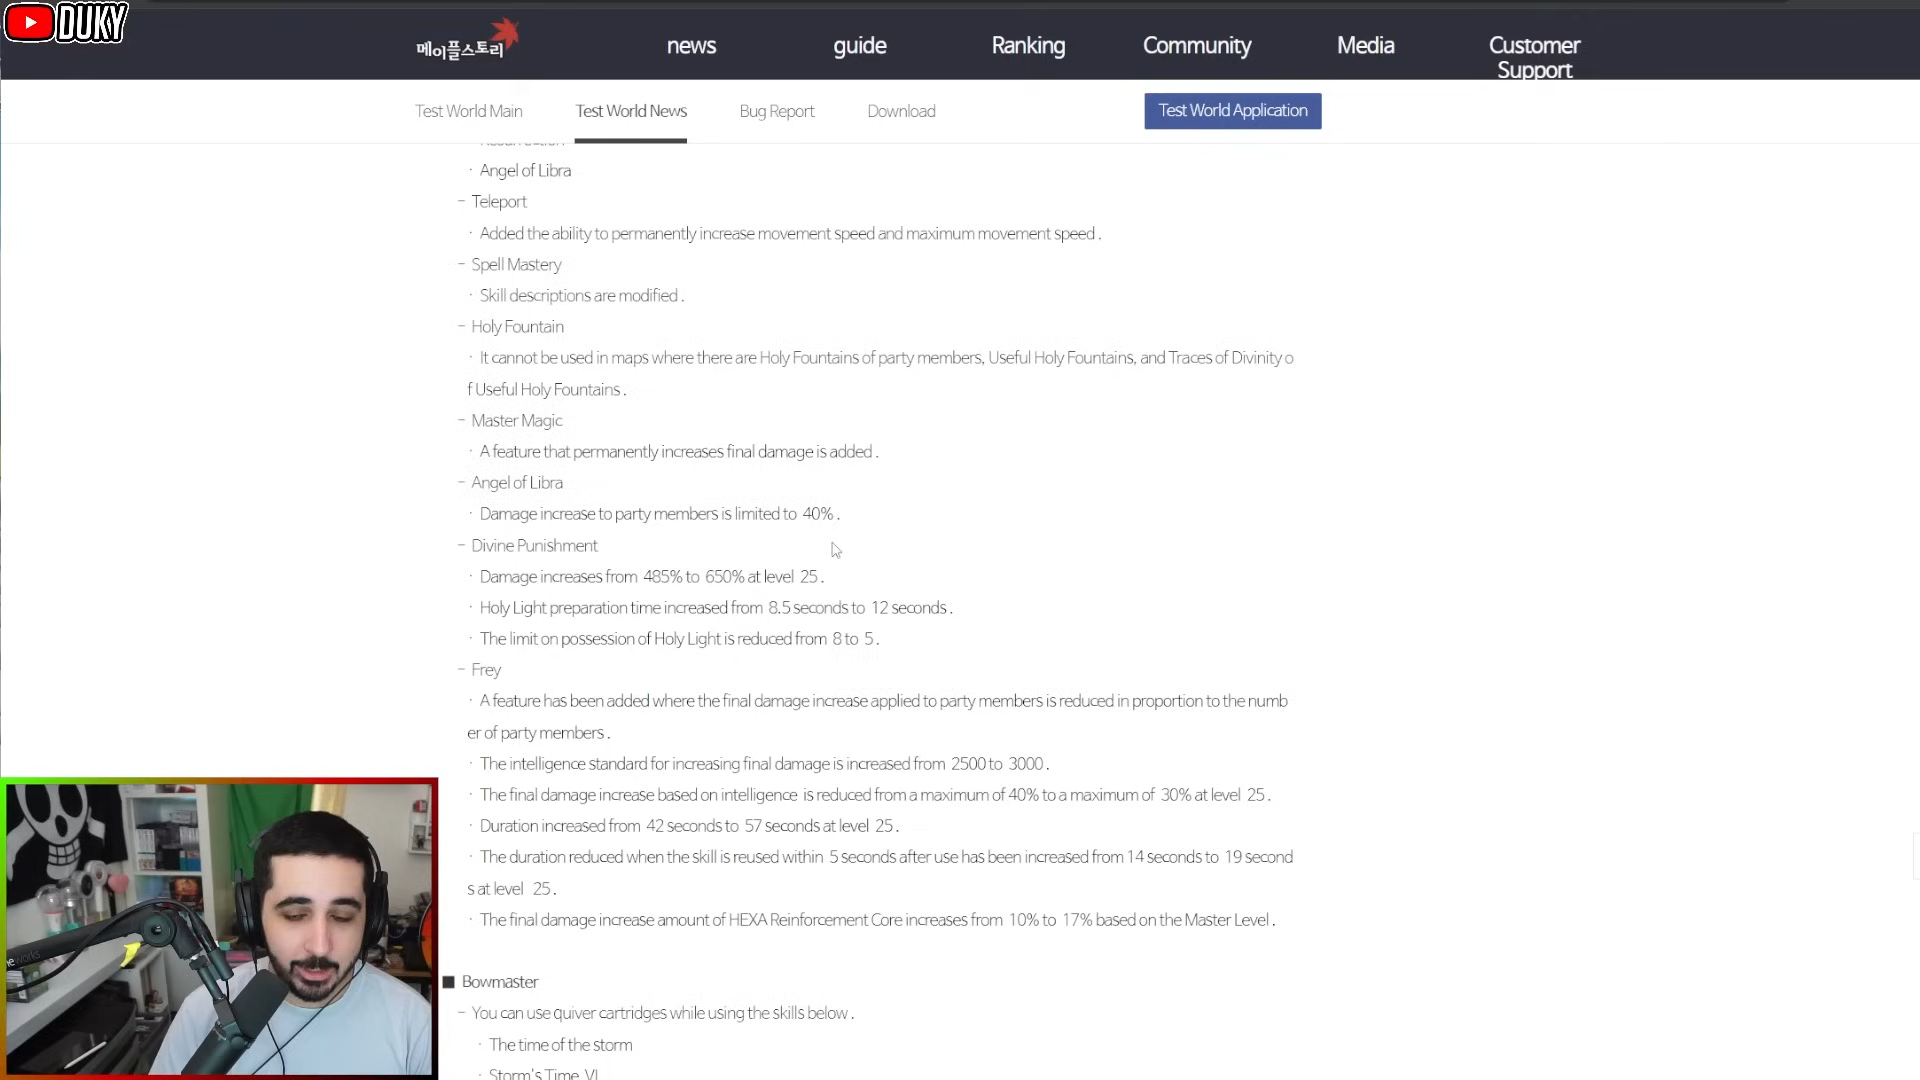 DUKY
메이플스토리
news
guide
Ranking
Community
Media
Customer
Support
Test World Main
Test World News
Bug Report
Download
Test World Application
· Resurrection
· Angel of Libra
- Teleport
· Added the ability to permanently increase movement speed and maximum movement speed .
- Spell Mastery
· Skill descriptions are modified .
- Holy Fountain
· It cannot be used in maps where there are Holy Fountains of party members, Useful Holy Fountains, and Traces of Divinity o
f Useful Holy Fountains .
- Master Magic
· A feature that permanently increases final damage is added .
- Angel of Libra
· Damage increase to party members is limited to 40% .
- Divine Punishment
· Damage increases from 485% to 650% at level 25 .
· Holy Light preparation time increased from 8.5 seconds to 12 seconds .
· The limit on possession of Holy Light is reduced from 8 to 5 .
- Frey
· A feature has been added where the final damage increase applied to party members is reduced in proportion to the numb
er of party members .
· The intelligence standard for increasing final damage is increased from 2500 to 3000 .
· The final damage increase based on intelligence is reduced from a maximum of 40% to a maximum of 30% at level 25 .
· Duration increased from 42 seconds to 57 seconds at level 25 .
· The duration reduced when the skill is reused within 5 seconds after use has been increased from 14 seconds to 19 second
s at level 25 .
· The final damage increase amount of HEXA Reinforcement Core increases from 10% to 17% based on the Master Level .
■ Bowmaster
- You can use quiver cartridges while using the skills below .
· The time of the storm
· Storm's Time VI